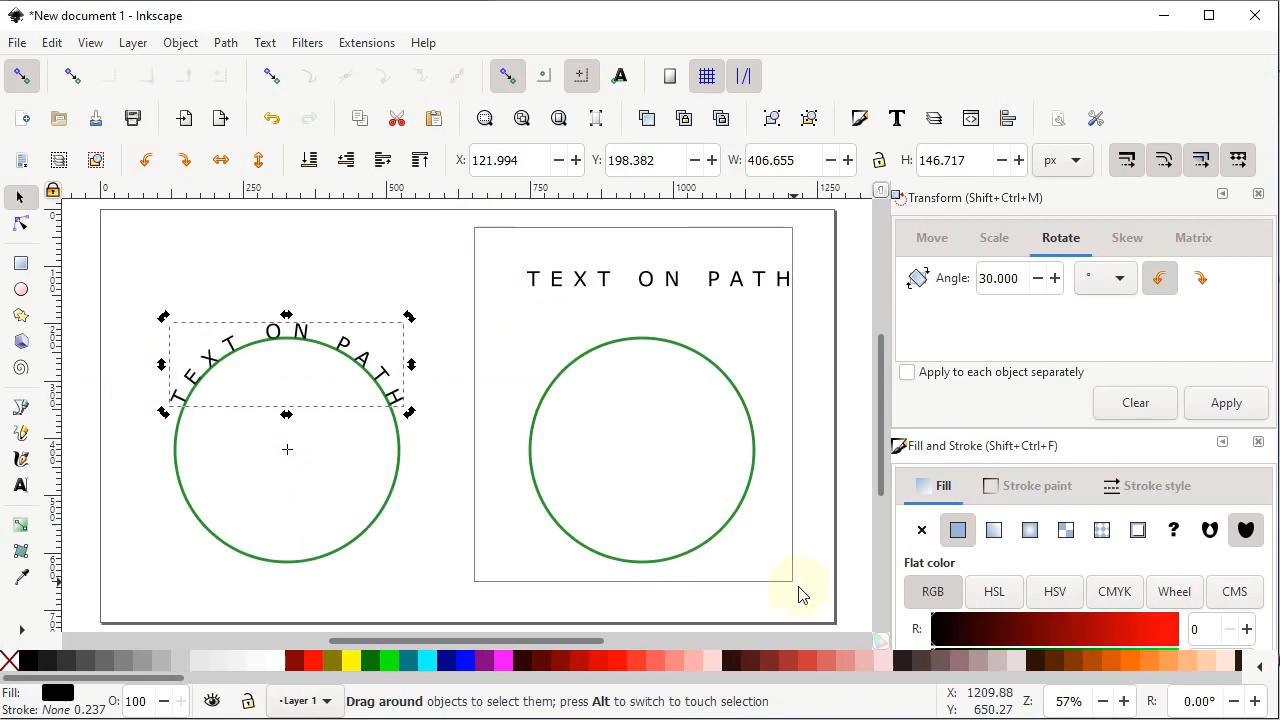 *New document 1 - Inkscape
File Edit View Layer Object Path Text Filters Extensions Help
X: 121.994 Y: 198.382 W: 406.655 H: 146.717 px
0 250 500 750 1000 1250
Transform (Shift+Ctrl+M)
Move Scale Rotate Skew Matrix
Angle: 30.000 °
Apply to each object separately
Clear Apply
TEXT ON PATH
TEXT ON PATH
Fill and Stroke (Shift+Ctrl+F)
Fill Stroke paint Stroke style
?
Flat color
RGB HSL HSV CMYK Wheel CMS
R: 0
Fill:
Stroke: None 0.237
O: 100
Layer 1
Drag around objects to select them; press Alt to switch to touch selection
X: 1209.88
Y: 650.27
Z: 57%
R: 0.00°